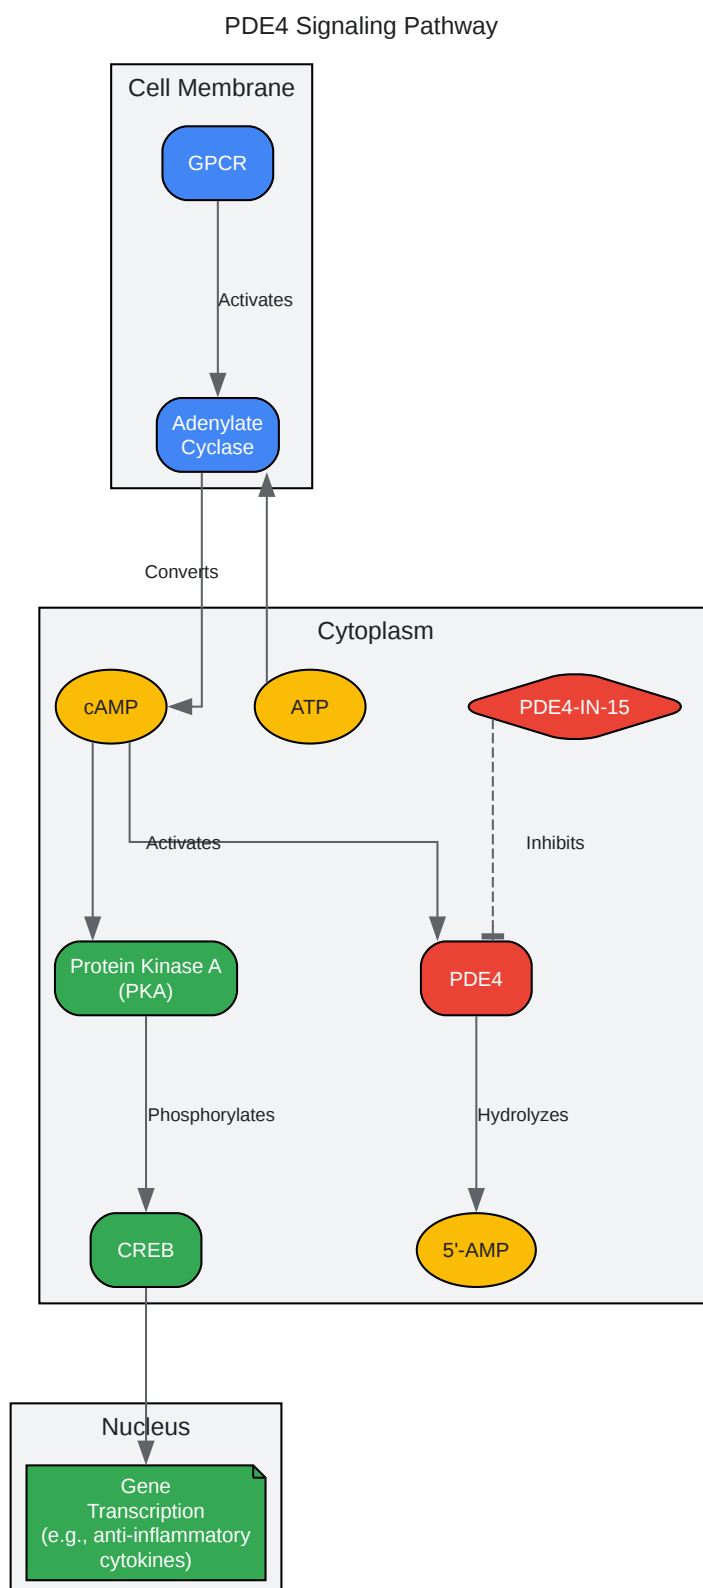 PDE4 Signaling Pathway
Cell Membrane
GPCR
Activates
Adenylate
Cyclase
Converts
Cytoplasm
cAMP
ATP
PDE4-IN-15
Activates
Inhibits
Protein Kinase A
(PKA)
PDE4
Phosphorylates
Hydrolyzes
CREB
5'-AMP
Nucleus
Gene
Transcription
(e.g., anti-inflammatory
cytokines)